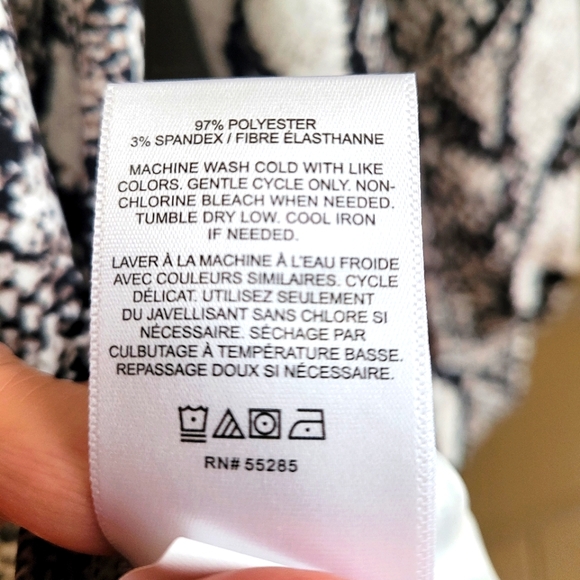 97% POLYESTER
3% SPANDEX / FIBRE ÉLASTHANNE
MACHINE WASH COLD WITH LIKE
COLORS. GENTLE CYCLE ONLY. NON-
CHLORINE BLEACH WHEN NEEDED.
TUMBLE DRY LOW. COOL IRON
IF NEEDED.
LAVER À LA MACHINE À L'EAU FROIDE
AVEC COULEURS SIMILAIRES. CYCLE
DÉLICAT. UTILISEZ SEULEMENT
DU JAVELLISANT SANS CHLORE SI
NÉCESSAIRE. SÉCHAGE PAR
CULBUTAGE À TEMPÉRATURE BASSE.
REPASSAGE DOUX SI NÉCESSAIRE.
RN# 55285